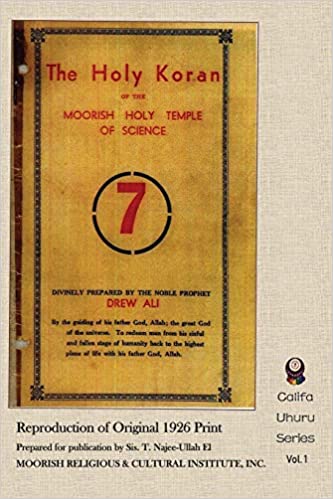 The Holy Koran
OF THE
MOORISH HOLY TEMPLE
OF SCIENCE
7
DIVINELY PREPARED BY THE NOBLE PROPHET
DREW ALI
By the guiding of his father God, Allah; the great God
of the universe. To redeem man from his sinful
and fallen stage of humanity back to the highest
plane of life with his father God, Allah.
Reproduction of Original 1926 Print
Prepared for publication by Sis. T. Najee-Ullah El
MOORISH RELIGIOUS & CULTURAL INSTITUTE, INC.
Califa
Uhuru
Series
Vol.1